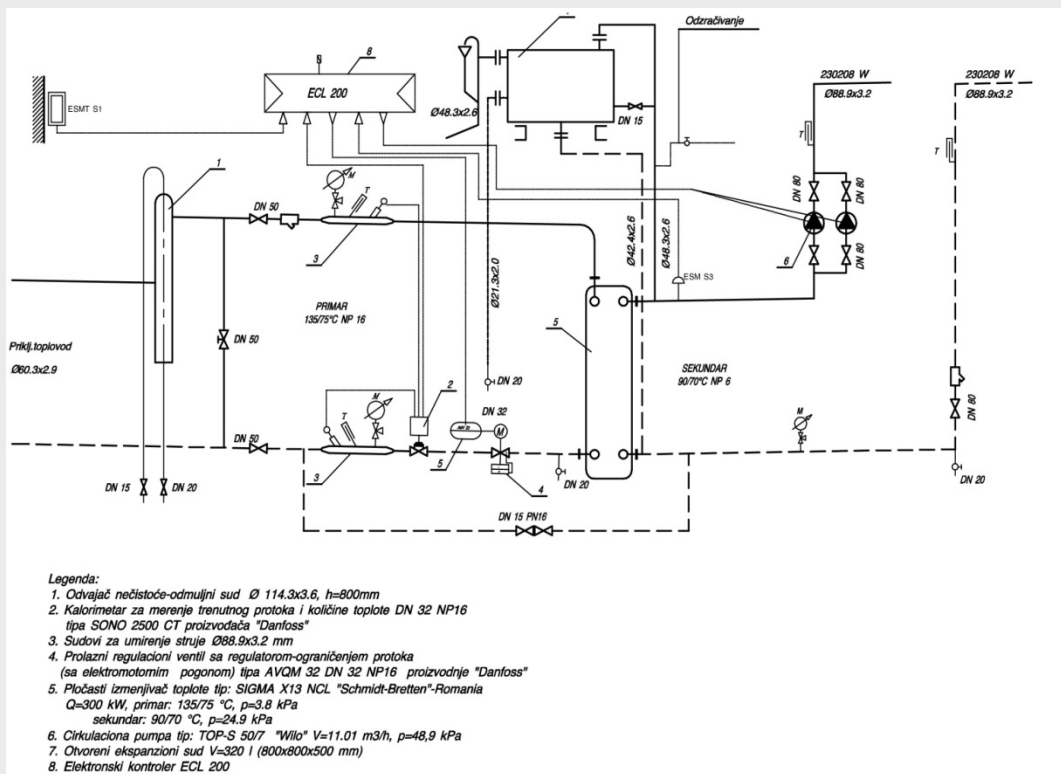 Odzračivanje
8
230208 W
230208 W
ECL 200
Ø88.9x3.2
Ø88.9x3.2
ESMT S1
Ø48.3x2.6
DN 15
T
T
M
1
DN 50
T
DN 80
DN 80
3
Ø21.3x2.0
Ø42.4x2.6
Ø48.3x2.6
ESM S3
6
DN 80
DN 80
PRIMAR
135/75°C NP 16
DN 50
5
SEKUNDAR
90/70°C NP 6
Priklj.toplovod
Ø60.3x2.9
DN 20
2
M
T
DN 32
M
M
DN 80
DN 50
3
5
4
DN 20
DN 20
DN 15
DN 20
DN 15 PN16
Legenda:
1. Odvajač nečistoće-odmuljni sud Ø 114.3x3.6, h=800mm
2. Kalorimetar za merenje trenutnog protoka i količine toplote DN 32 NP16
tipa SONO 2500 CT proizvođača "Danfoss"
3. Sudovi za umirenje struje Ø88.9x3.2 mm
4. Prolazni regulacioni ventil sa regulatorom-ograničenjem protoka
(sa elektromotornim pogonom) tipa AVQM 32 DN 32 NP16 proizvodnje "Danfoss"
5. Pločasti izmenjivač toplote tip: SIGMA X13 NCL "Schmidt-Bretten"-Romania
Q=300 kW, primar: 135/75 °C, p=3.8 kPa
sekundar: 90/70 °C, p=24.9 kPa
6. Cirkulaciona pumpa tip: TOP-S 50/7 "Wilo" V=11.01 m3/h, p=48,9 kPa
7. Otvoreni ekspanzioni sud V=320 l (800x800x500 mm)
8. Elektronski kontroler ECL 200